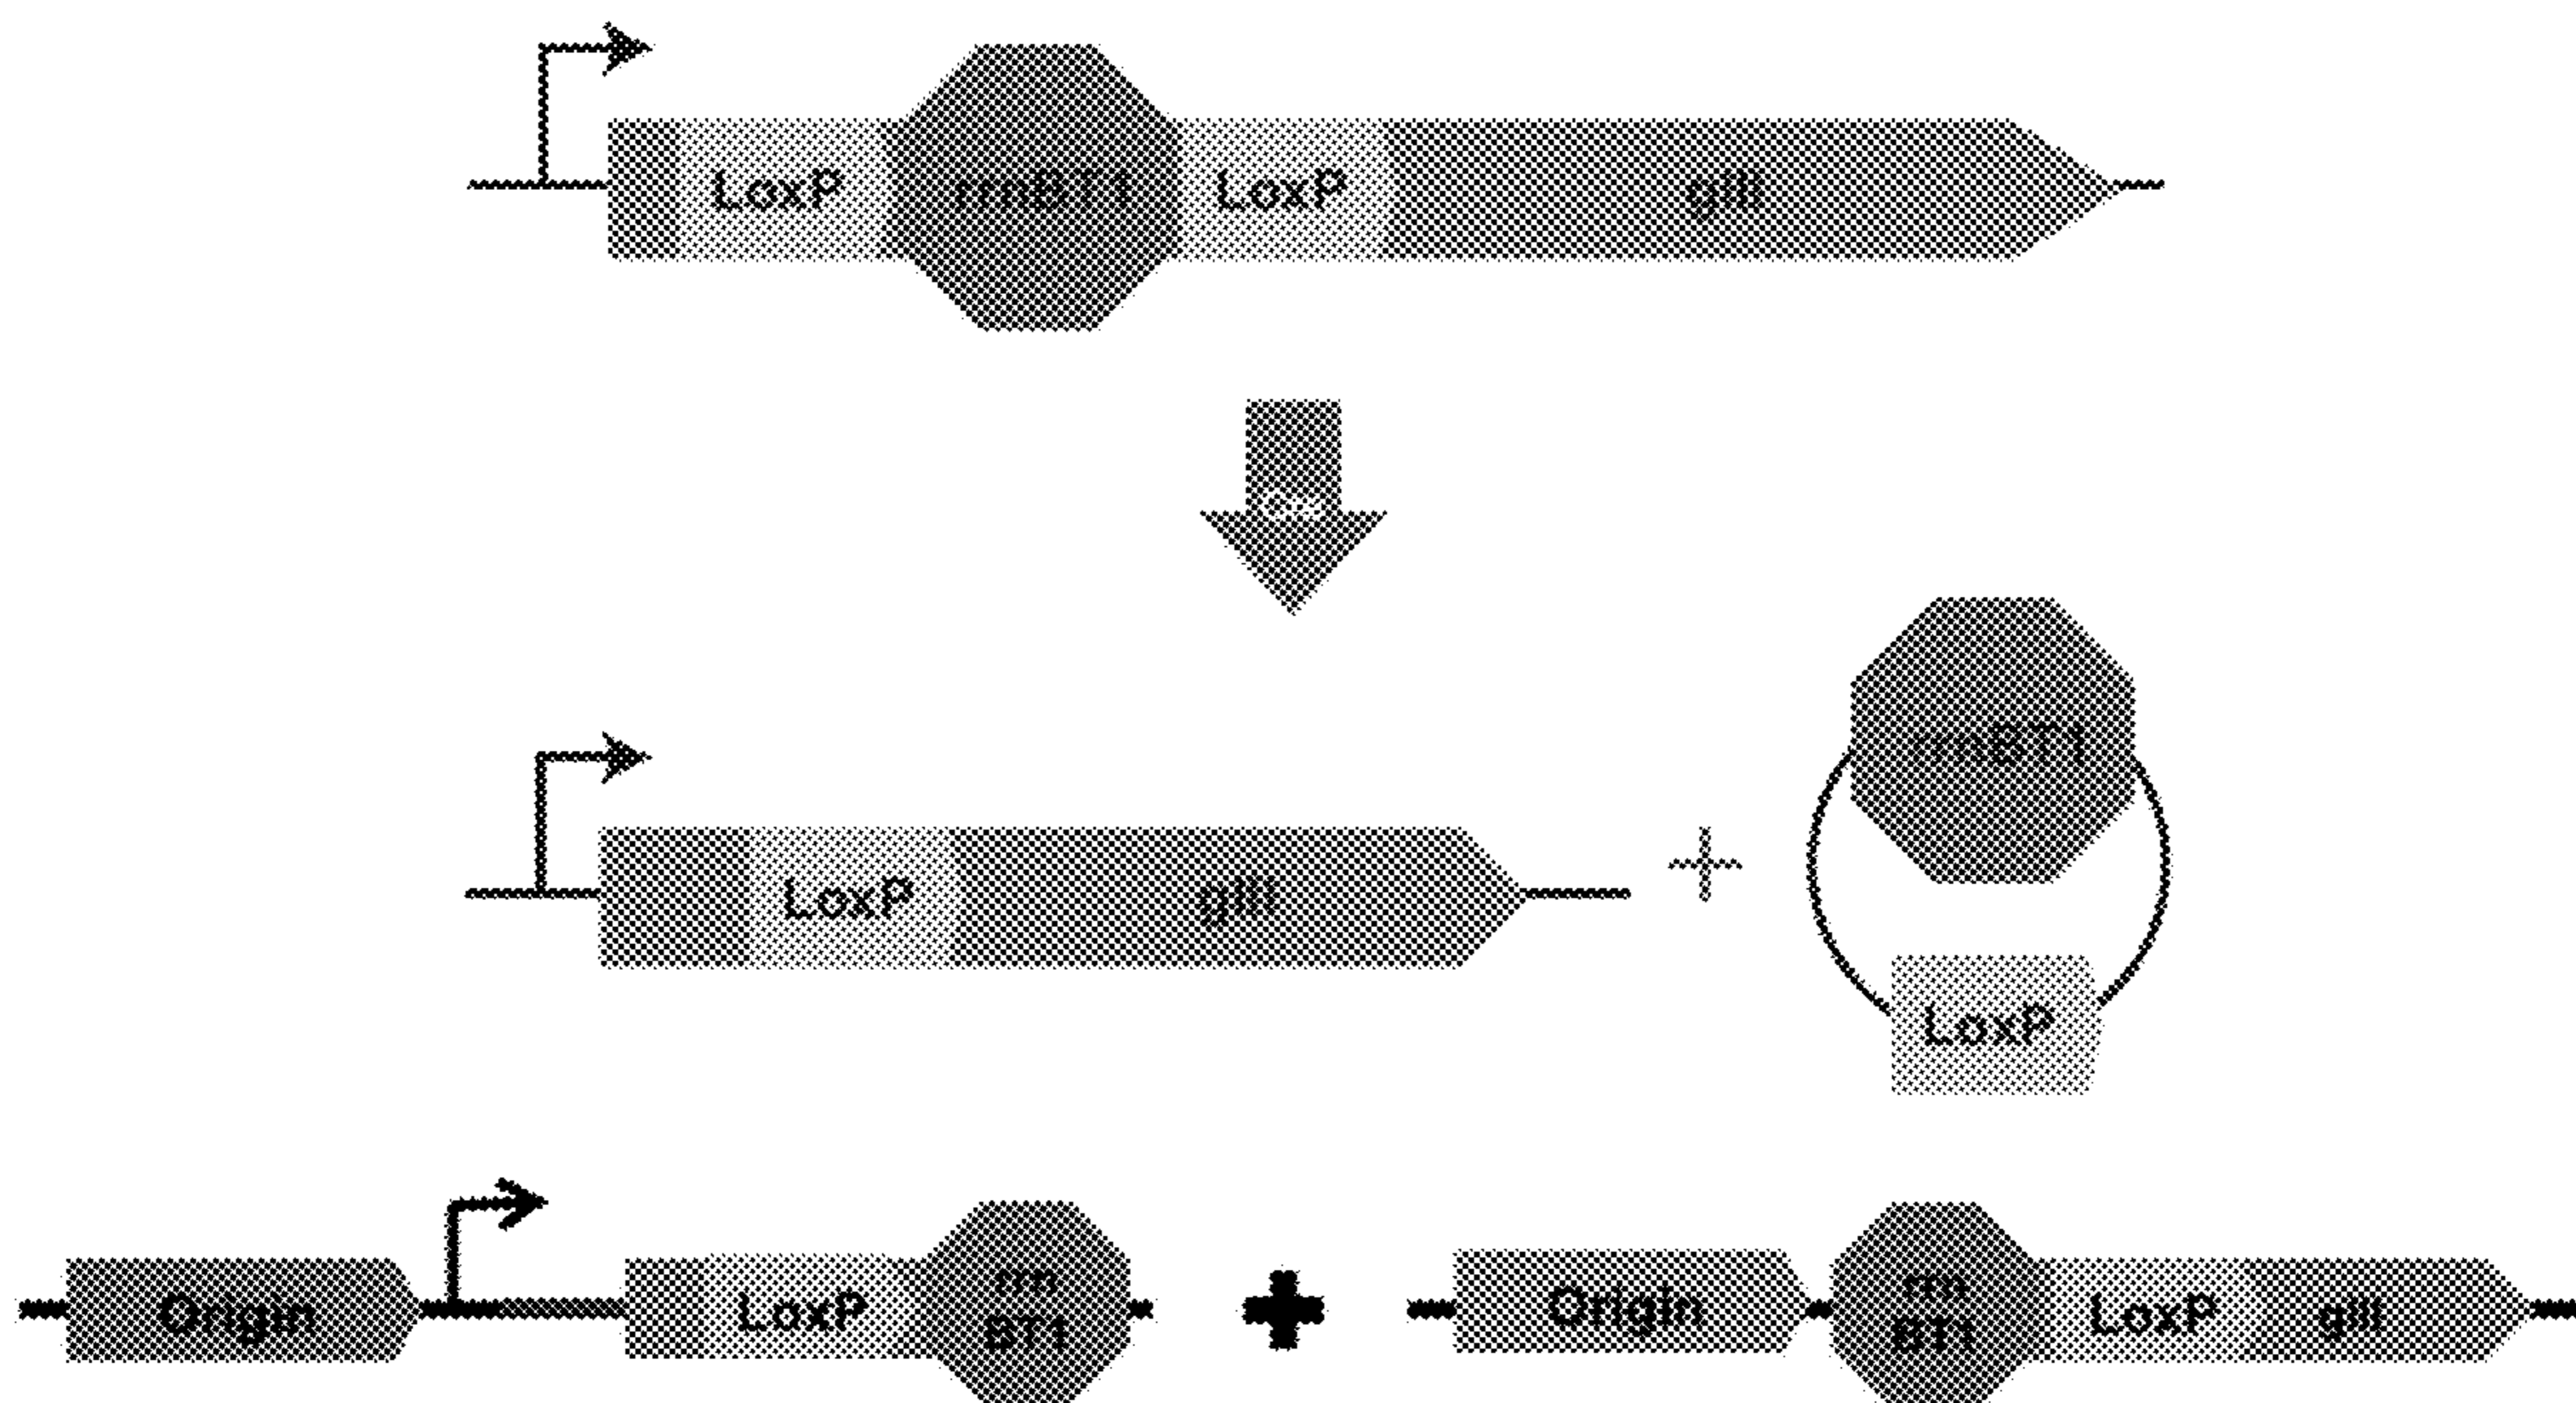 LoxP rrnBT1 LoxP gIII
LoxP gIII
rrnBT1
LoxP
Origin LoxP rrn
BT1
Origin rrn
BT1 LoxP gIII